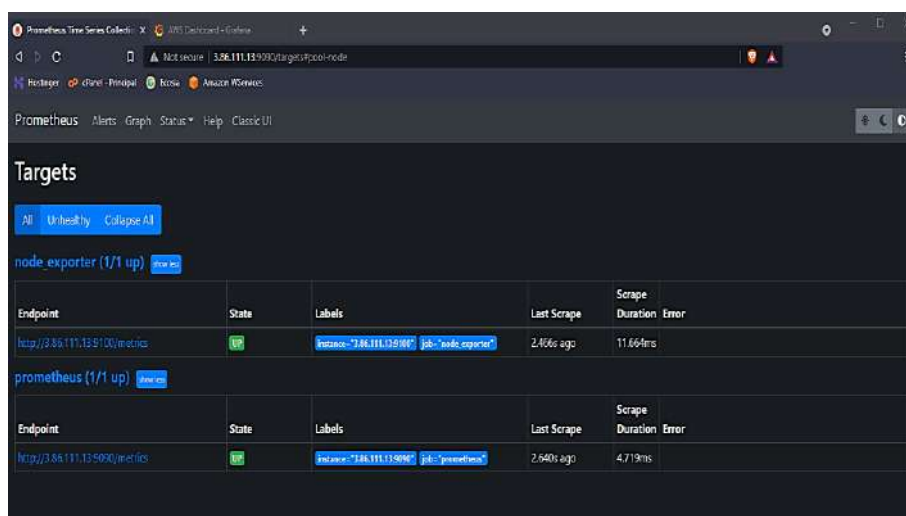 Prometheus Time Series Collecti X AWS Dashboard - Grafana +
Not secure 3.86.111.13:9090/targets#pool-node
Hostinger cPanel - Principal Ecosia Amazon WServices
Prometheus Alerts Graph Status Help Classic UI
Targets
All Unhealthy Collapse All
node_exporter (1/1 up) show less
Endpoint State Labels Last Scrape Scrape Duration Error
http://3.86.111.13:9100/metrics UP instance="3.86.111.13:9100" job="node_exporter" 2.466s ago 11.664ms
prometheus (1/1 up) show less
Endpoint State Labels Last Scrape Scrape Duration Error
http://3.86.111.13:9090/metrics UP instance="3.86.111.13:9090" job="prometheus" 2.640s ago 4.719ms